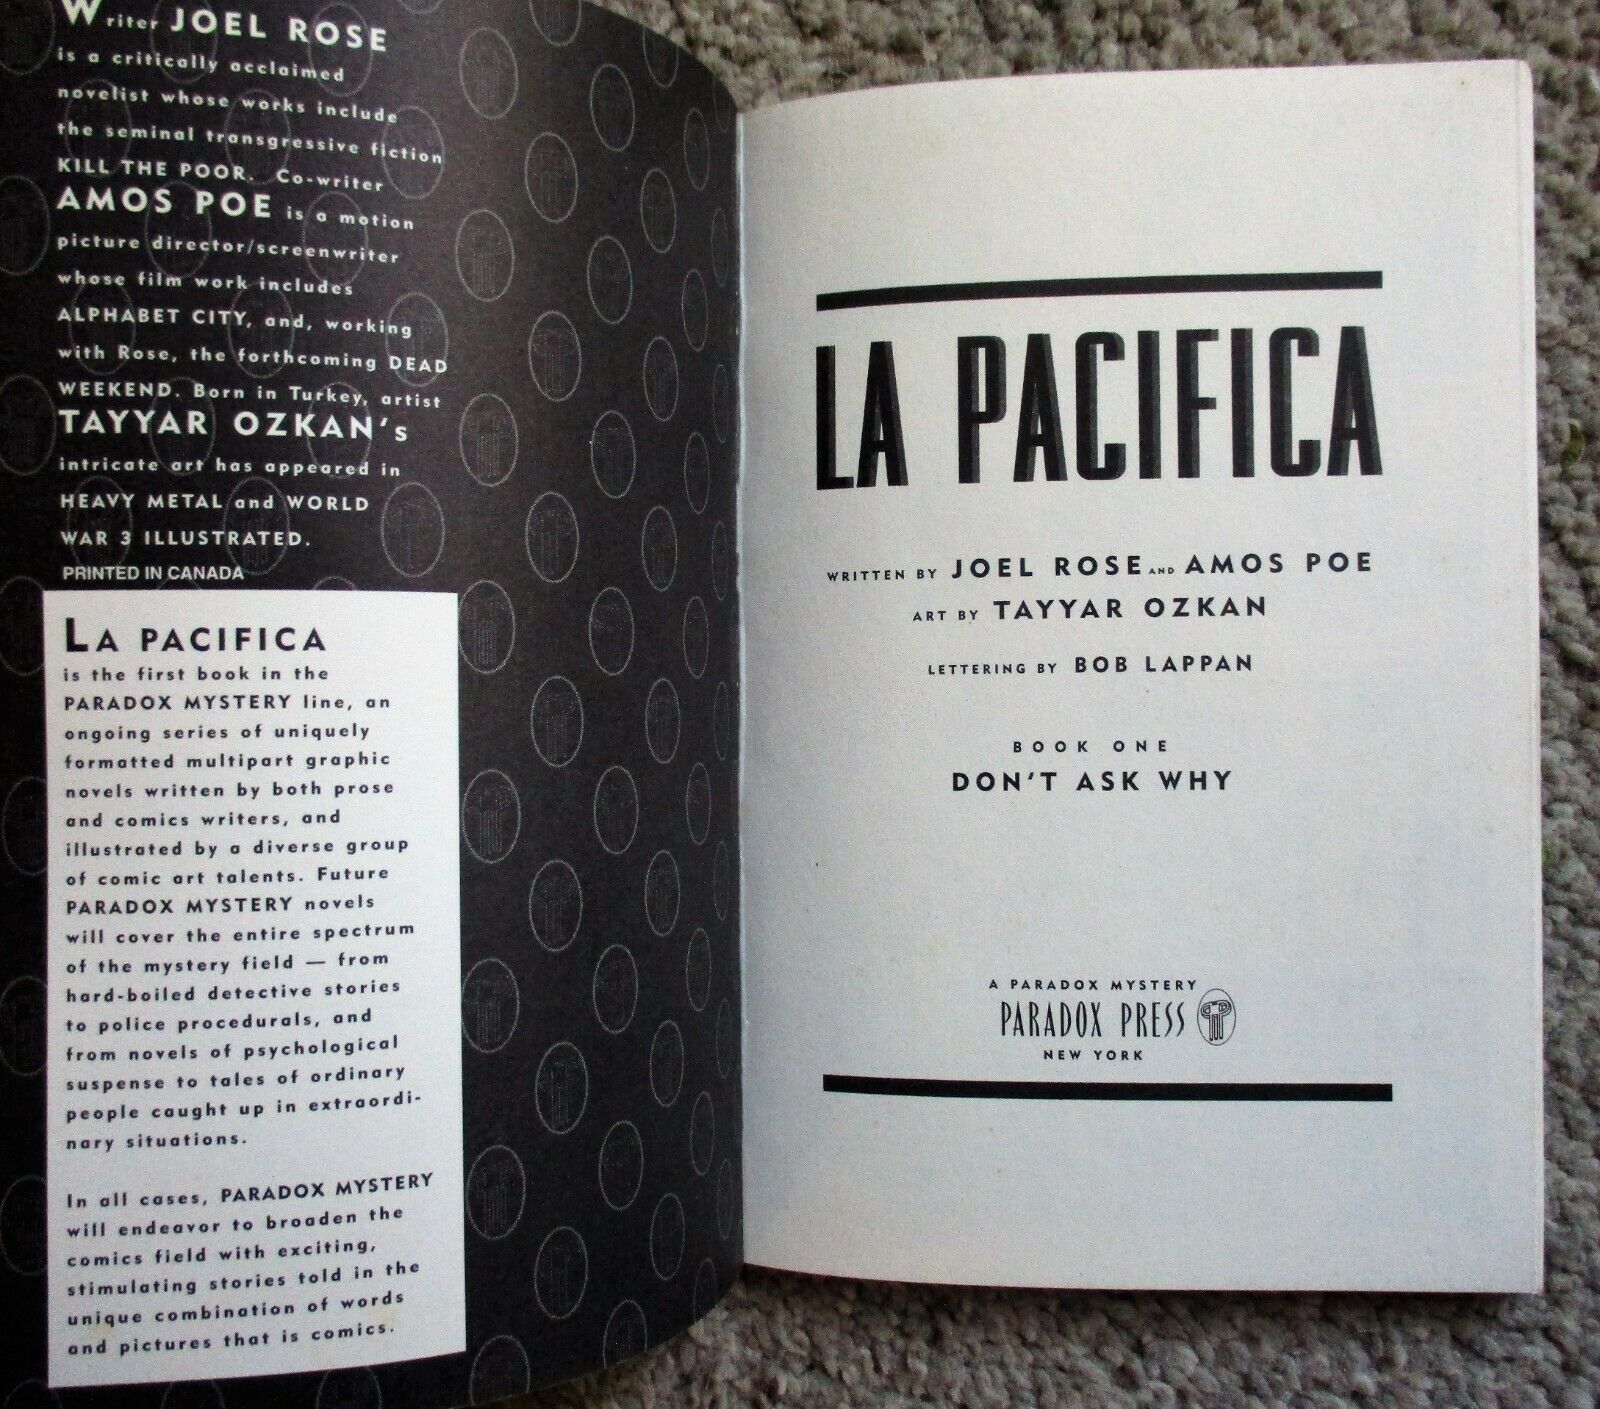 Writer JOEL ROSE
is a critically acclaimed
novelist whose works include
the seminal transgressive fiction
KILL THE POOR. Co-writer
AMOS POE is a motion
picture director/screenwriter
whose film work includes
ALPHABET CITY, and, working
with Rose, the forthcoming DEAD
WEEKEND. Born in Turkey, artist
TAYYAR OZKAN's
intricate art has appeared in
HEAVY METAL and WORLD
WAR 3 ILLUSTRATED.
PRINTED IN CANADA
LA PACIFICA
is the first book in the
PARADOX MYSTERY line, an
ongoing series of uniquely
formatted multipart graphic
novels written by both prose
and comics writers, and
illustrated by a diverse group
of comic art talents. Future
PARADOX MYSTERY novels
will cover the entire spectrum
of the mystery field — from
hard-boiled detective stories
to police procedurals, and
from novels of psychological
suspense to tales of ordinary
people caught up in extraordi-
nary situations.
In all cases, PARADOX MYSTERY
will endeavor to broaden the
comics field with exciting,
stimulating stories told in the
unique combination of words
and pictures that is comics.
LA PACIFICA
WRITTEN BY JOEL ROSE AND AMOS POE
ART BY TAYYAR OZKAN
LETTERING BY BOB LAPPAN
BOOK ONE
DON'T ASK WHY
A PARADOX MYSTERY
PARADOX PRESS
NEW YORK